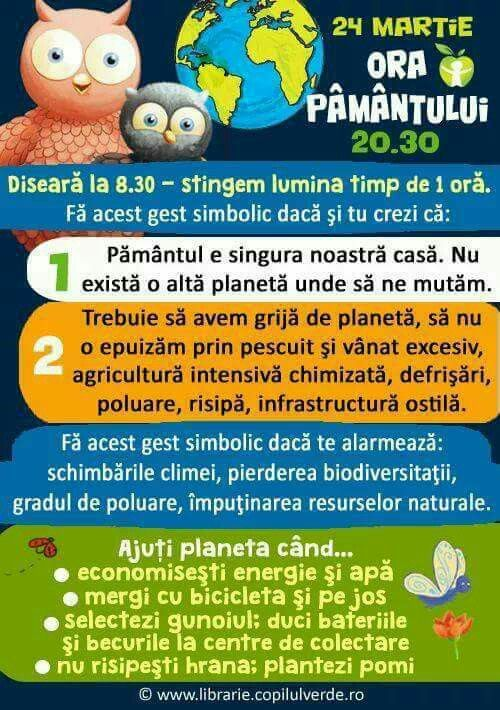 24 MARTIE
ORA
PÂMÂNTULUI
20.30
Diseară la 8.30 – stingem lumina timp de 1 oră.
Fă acest gest simbolic dacă şi tu crezi că:
1
Pământul e singura noastră casă. Nu
există o altă planetă unde să ne mutăm.
2
Trebuie să avem grijă de planetă, să nu
o epuizăm prin pescuit şi vânat excesiv,
agricultură intensivă chimizată, defrişări,
poluare, risipă, infrastructură ostilă.
Fă acest gest simbolic dacă te alarmează:
schimbările climei, pierderea biodiversitaţii,
gradul de poluare, împuţinarea resurselor naturale.
Ajuți planeta când...
● economiseşti energie şi apă
● mergi cu bicicleta şi pe jos
● selectezi gunoiul; duci bateriile
şi becurile la centre de colectare
● nu risipeşti hrana; plantezi pomi
© www.librarie.copilulverde.ro